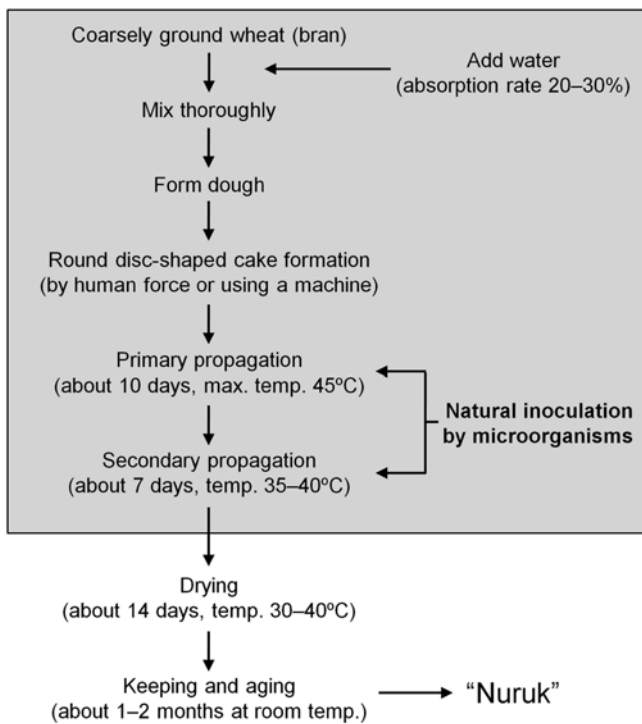 Coarsely ground wheat (bran)
Add water
(absorption rate 20–30%)
Mix thoroughly
Form dough
Round disc-shaped cake formation
(by human force or using a machine)
Primary propagation
(about 10 days, max. temp. 45ºC)
Natural inoculation
by microorganisms
Secondary propagation
(about 7 days, temp. 35–40ºC)
Drying
(about 14 days, temp. 30–40ºC)
Keeping and aging
(about 1–2 months at room temp.)
“Nuruk”